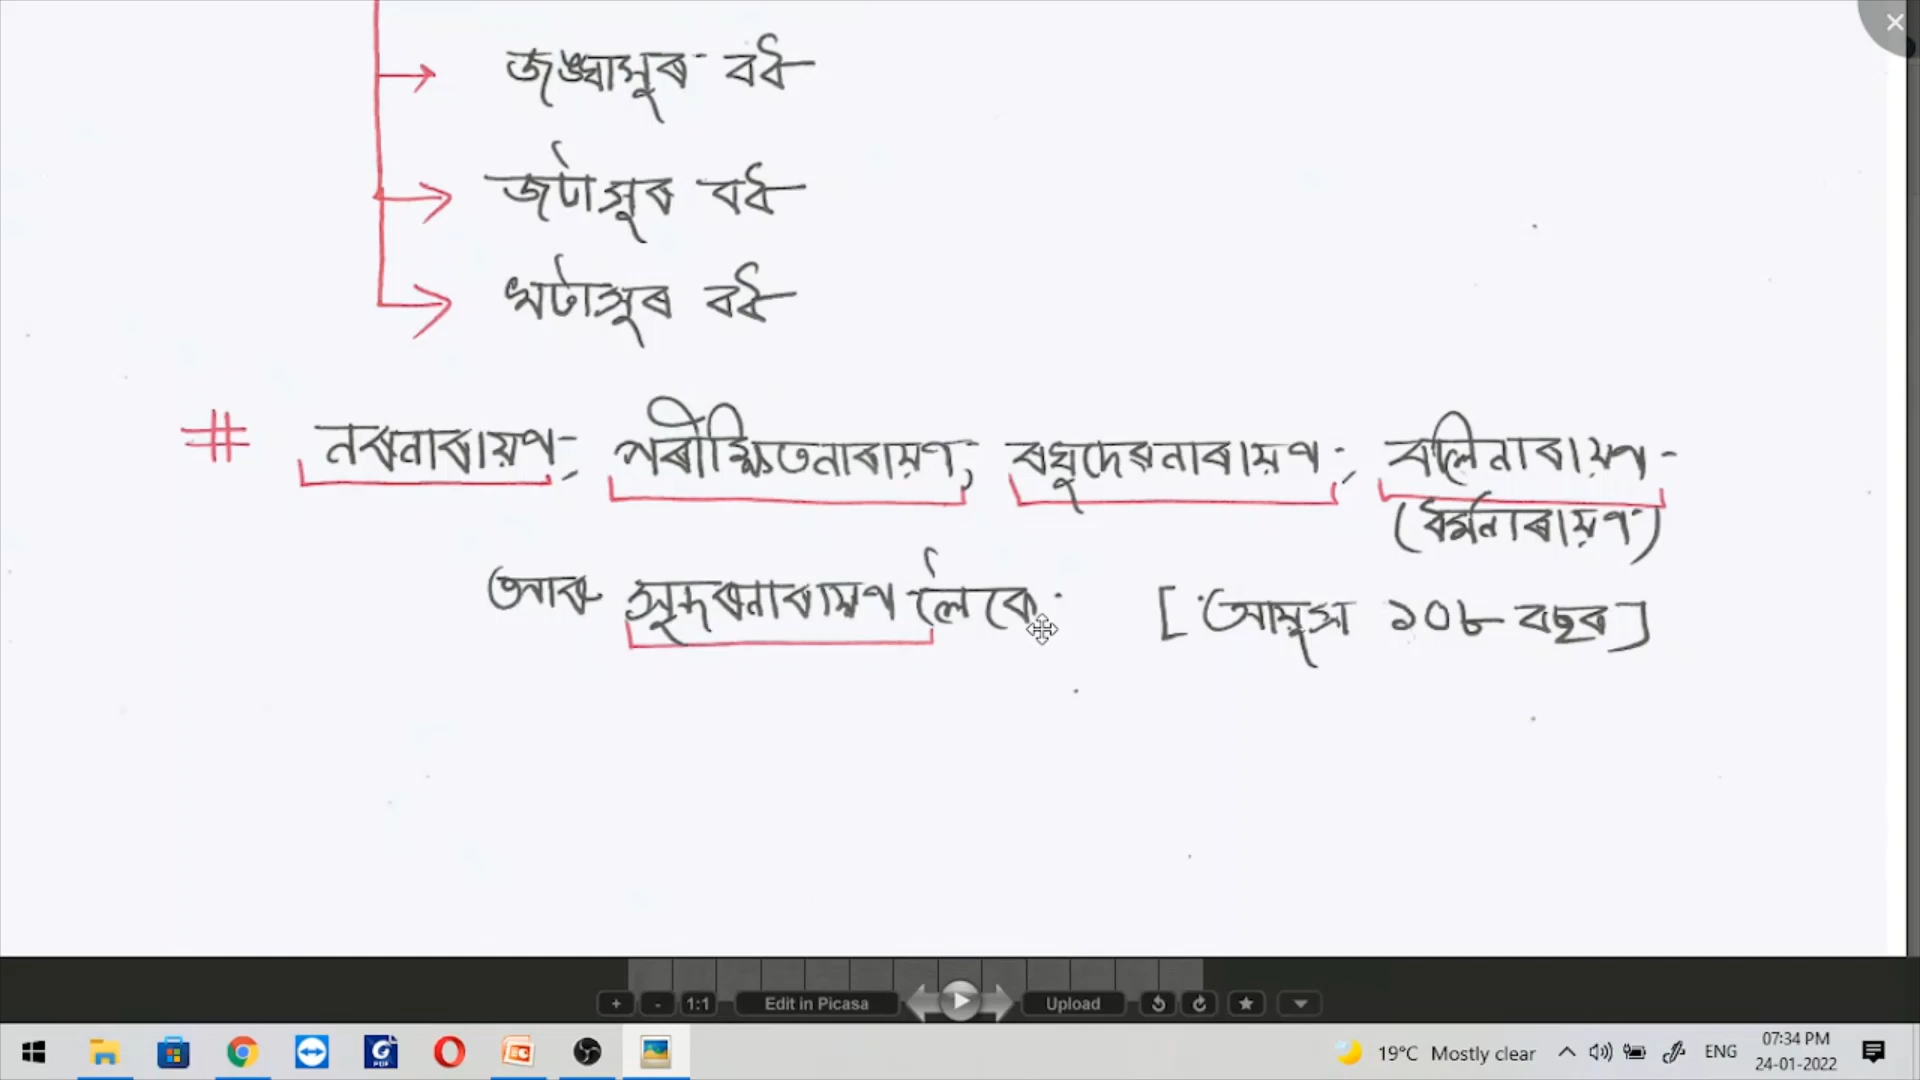 জঙ্ঘাসুৰ বধ
জটাসুৰ বধ
খটাসুৰ বধ
# নৰনাৰায়ণ, পৰীক্ষিতনাৰায়ণ, ৰঘুদেৱনাৰায়ণ, বলিনাৰায়ণ
(ধৰ্মনাৰায়ণ)
আৰু সুন্দৰনাৰায়ণ লৈকে [আয়ুস ১০৮ বছৰ]
+ - 1:1 Edit in Picasa Upload
19°C Mostly clear ENG 07:34 PM
24-01-2022